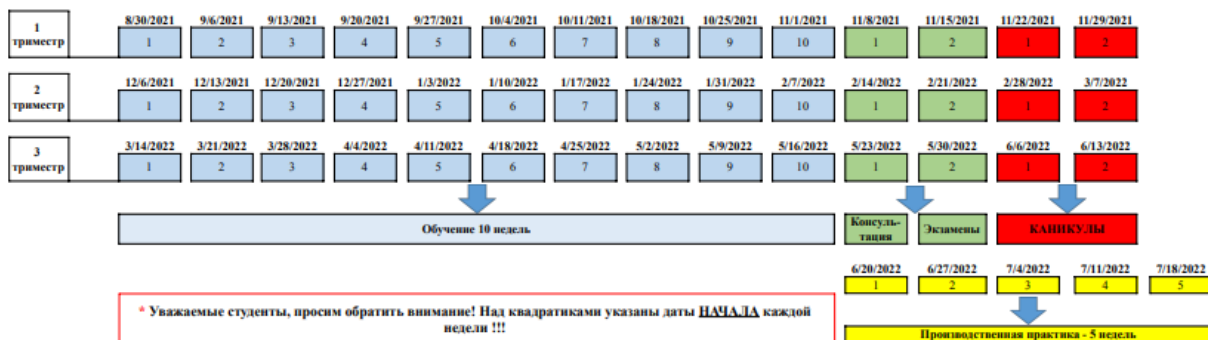 8/30/2021 9/6/2021 9/13/2021 9/20/2021 9/27/2021 10/4/2021 10/11/2021 10/18/2021 10/25/2021 11/1/2021 11/8/2021 11/15/2021 11/22/2021 11/29/2021
1 триместр 1 2 3 4 5 6 7 8 9 10 1 2 1 2
12/6/2021 12/13/2021 12/20/2021 12/27/2021 1/3/2022 1/10/2022 1/17/2022 1/24/2022 1/31/2022 2/7/2022 2/14/2022 2/21/2022 2/28/2022 3/7/2022
2 триместр 1 2 3 4 5 6 7 8 9 10 1 2 1 2
3/14/2022 3/21/2022 3/28/2022 4/4/2022 4/11/2022 4/18/2022 4/25/2022 5/2/2022 5/9/2022 5/16/2022 5/23/2022 5/30/2022 6/6/2022 6/13/2022
3 триместр 1 2 3 4 5 6 7 8 9 10 1 2 1 2
Обучение 10 недель
Консуль-
тация
Экзамены
КАНИКУЛЫ
6/20/2022 6/27/2022 7/4/2022 7/11/2022 7/18/2022
1 2 3 4 5
* Уважаемые студенты, просим обратить внимание! Над квадратиками указаны даты НАЧАЛА каждой
недели !!!
Производственная практика - 5 недель